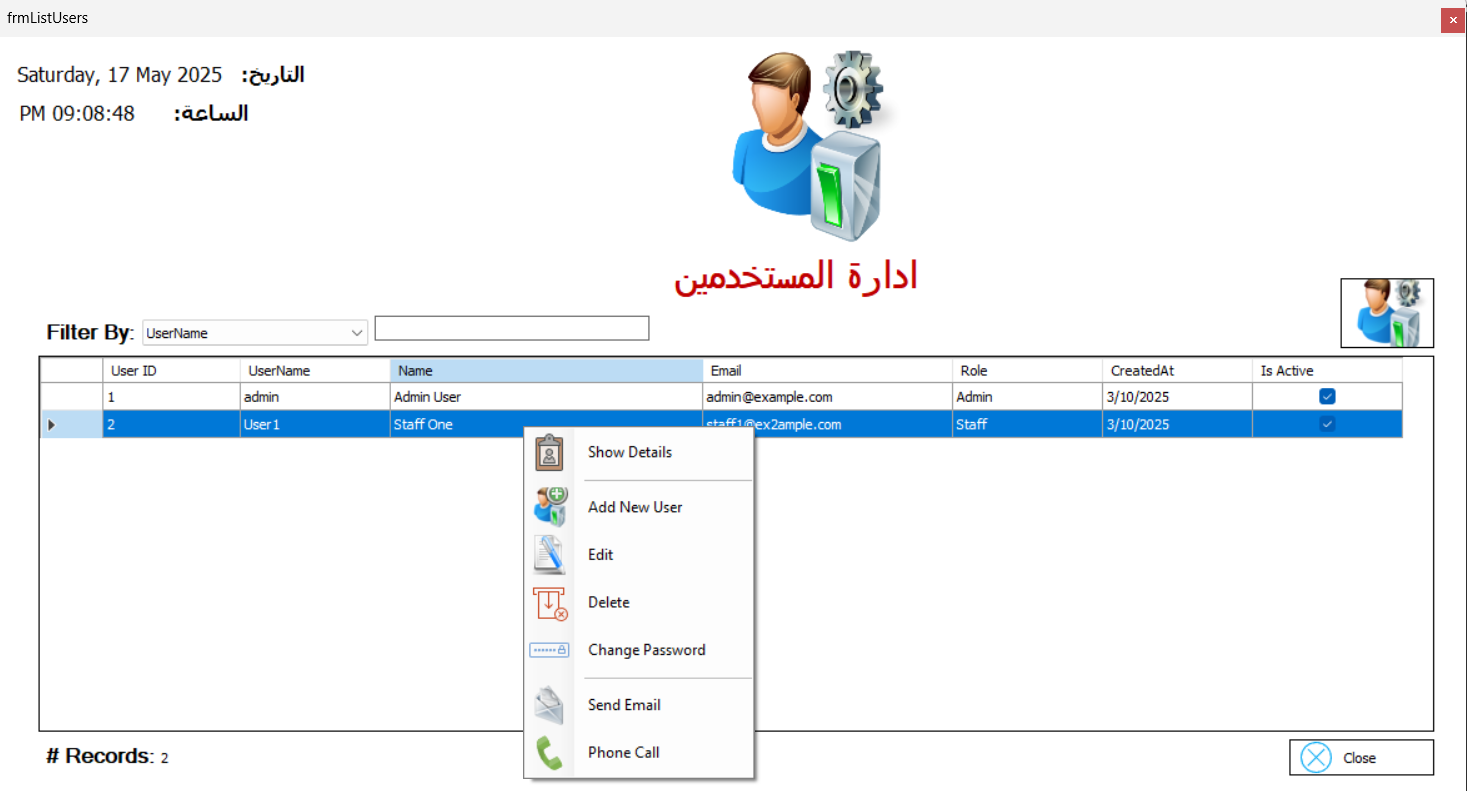 frmListUsers
Saturday, 17 May 2025 التاريخ:
PM 09:08:48 الساعة:
ادارة المستخدمين
Filter By: UserName
User ID UserName Name Email Role CreatedAt Is Active
1 admin Admin User admin@example.com Admin 3/10/2025
2 User1 Staff One staff1@ex2ample.com Staff 3/10/2025
Show Details
Add New User
Edit
Delete
Change Password
Send Email
Phone Call
# Records: 2
Close